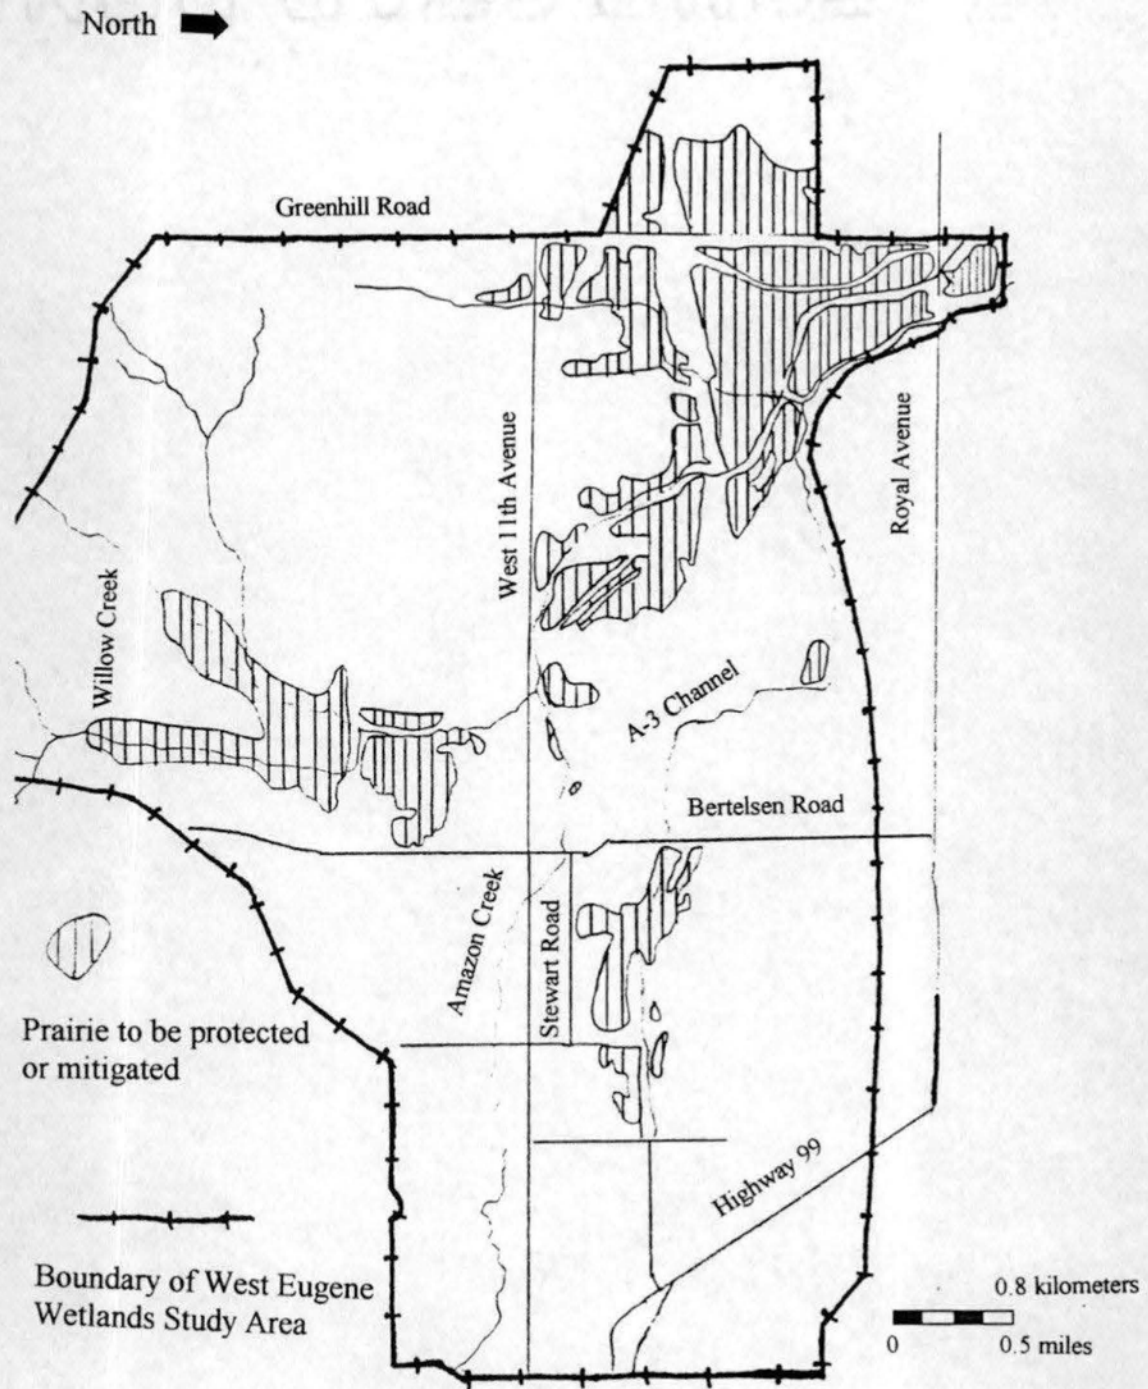 North
Greenhill Road
West 11th Avenue
Royal Avenue
Willow Creek
A-3 Channel
Bertelsen Road
Amazon Creek
Stewart Road
Prairie to be protected
or mitigated
Highway 99
Boundary of West Eugene
Wetlands Study Area
0.8 kilometers
0
0.5 miles